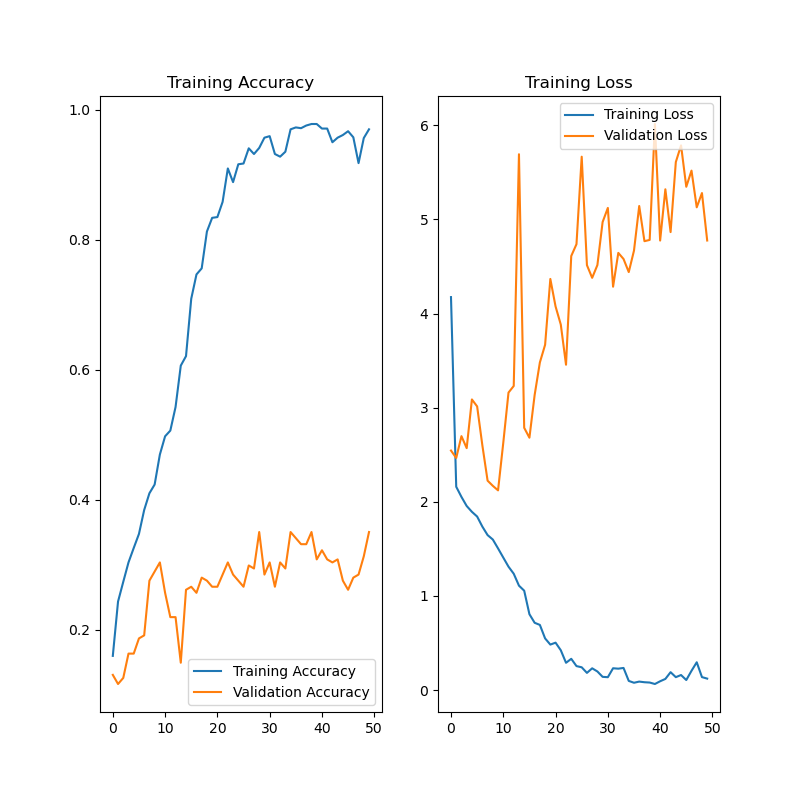 Training Accuracy
1.0
0.8
0.6
0.4
0.2
0 10 20 30 40 50
Training Accuracy
Validation Accuracy
Training Loss
6
5
4
3
2
1
0
0 10 20 30 40 50
Training Loss
Validation Loss